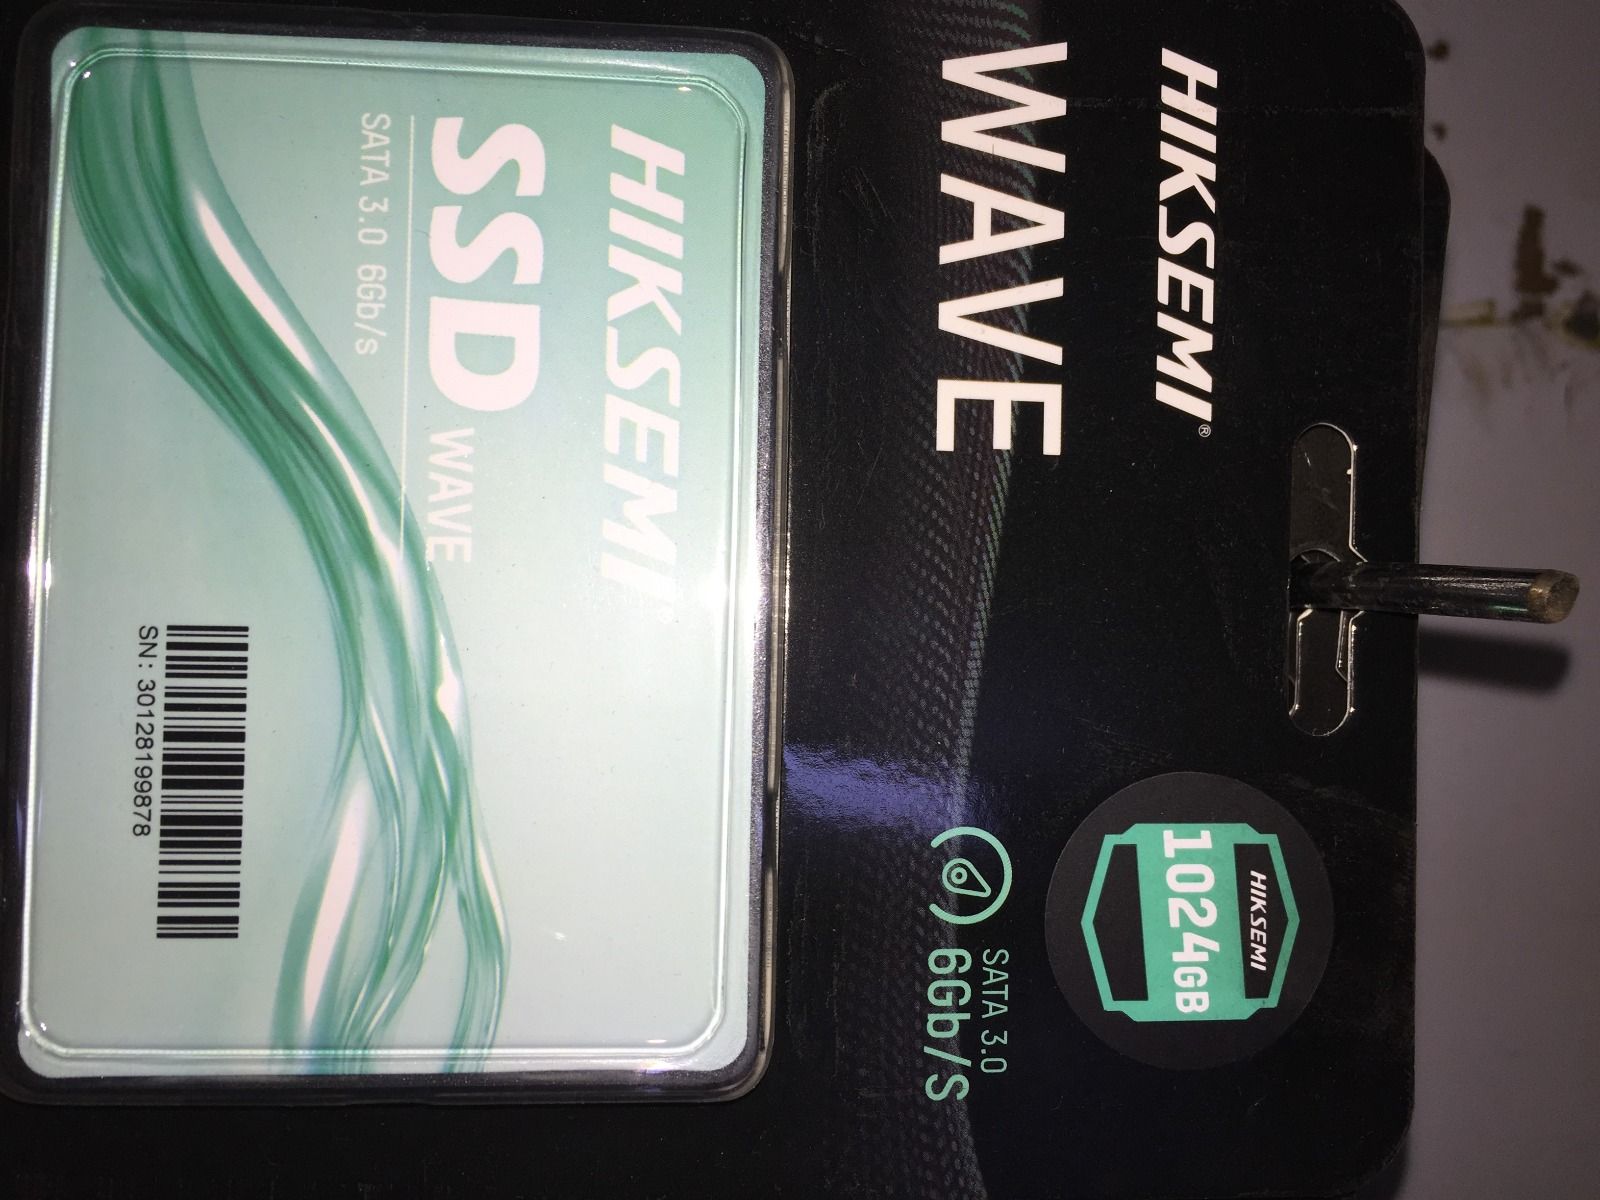 HIKSEMI®
WAVE
HIKSEMI
1024GB
SATA 3.0
6Gb/s
HIKSEMI
SSD WAVE
SATA 3.0 6Gb/s
SN: 30128199878